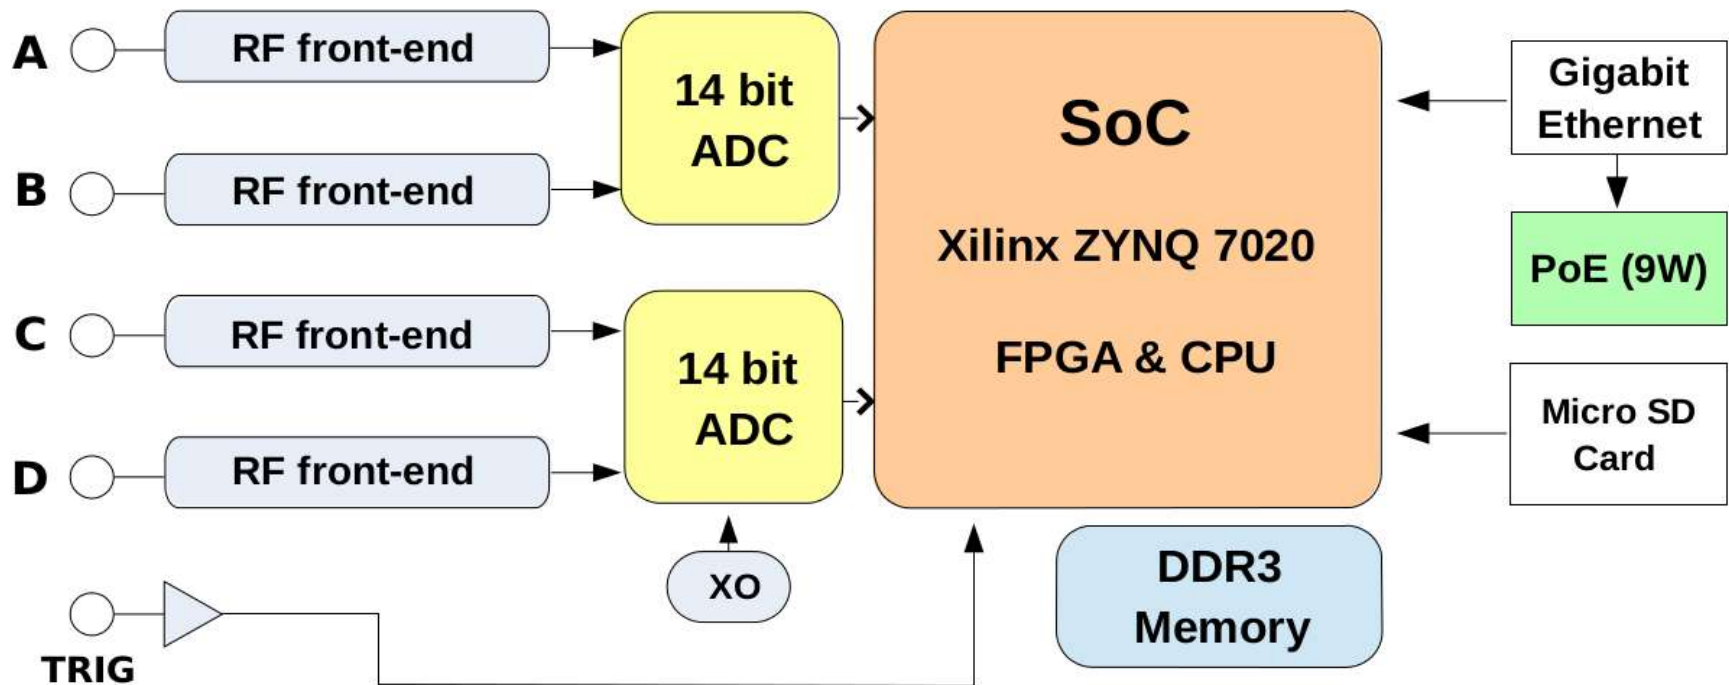 A
RF front-end
B
RF front-end
C
RF front-end
D
RF front-end
TRIG
14 bit
ADC
14 bit
ADC
XO
SoC
Xilinx ZYNQ 7020
FPGA & CPU
DDR3
Memory
Gigabit
Ethernet
PoE (9W)
Micro SD
Card